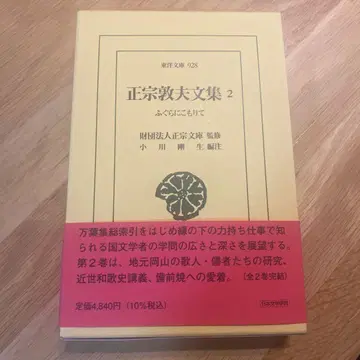 東洋文庫 928
正宗敦夫文集 2
ふぐらにこもりて
財団法人正宗文庫 監修
小川剛生 編注
万葉集総索引をはじめ縁の下の力持ち仕事で知
られる国文学者の学問の広さと深さを展望する。
第2巻は、地元岡山の歌人・儒者たちの研究、
近世和歌史講義、備前焼への愛着。〔全2巻完結〕
定価4,840円(10%税込)